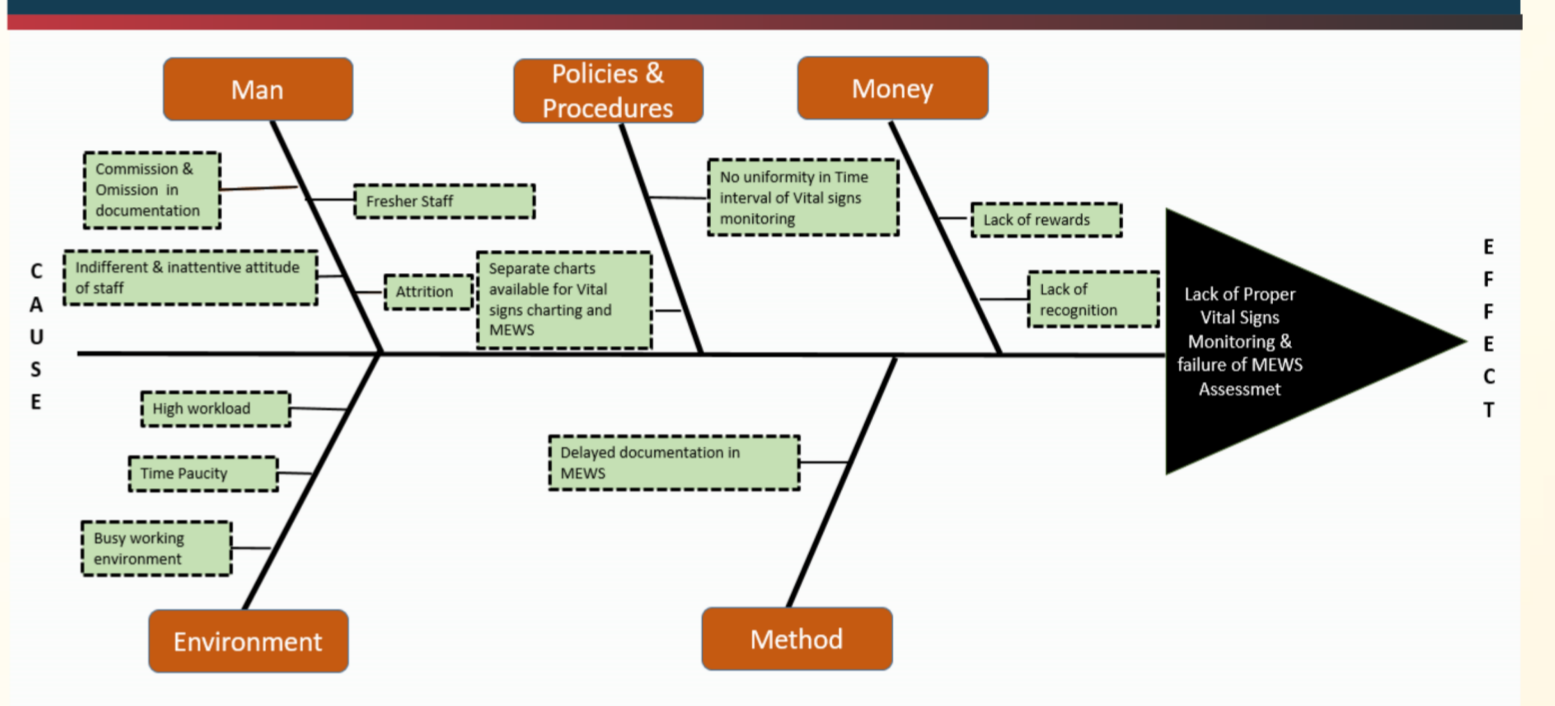 Man
Policies &
Procedures
Money
Commission &
Omission in
documentation
Fresher Staff
Indifferent & inattentive attitude
of staff
Attrition
Separate charts
available for Vital
signs charting and
MEWS
No uniformity in Time
interval of Vital signs
monitoring
Lack of rewards
Lack of
recognition
C
A
U
S
E
Lack of Proper
Vital Signs
Monitoring &
failure of MEWS
Assessmet
E
F
F
E
C
T
High workload
Time Paucity
Busy working
environment
Delayed documentation in
MEWS
Environment
Method